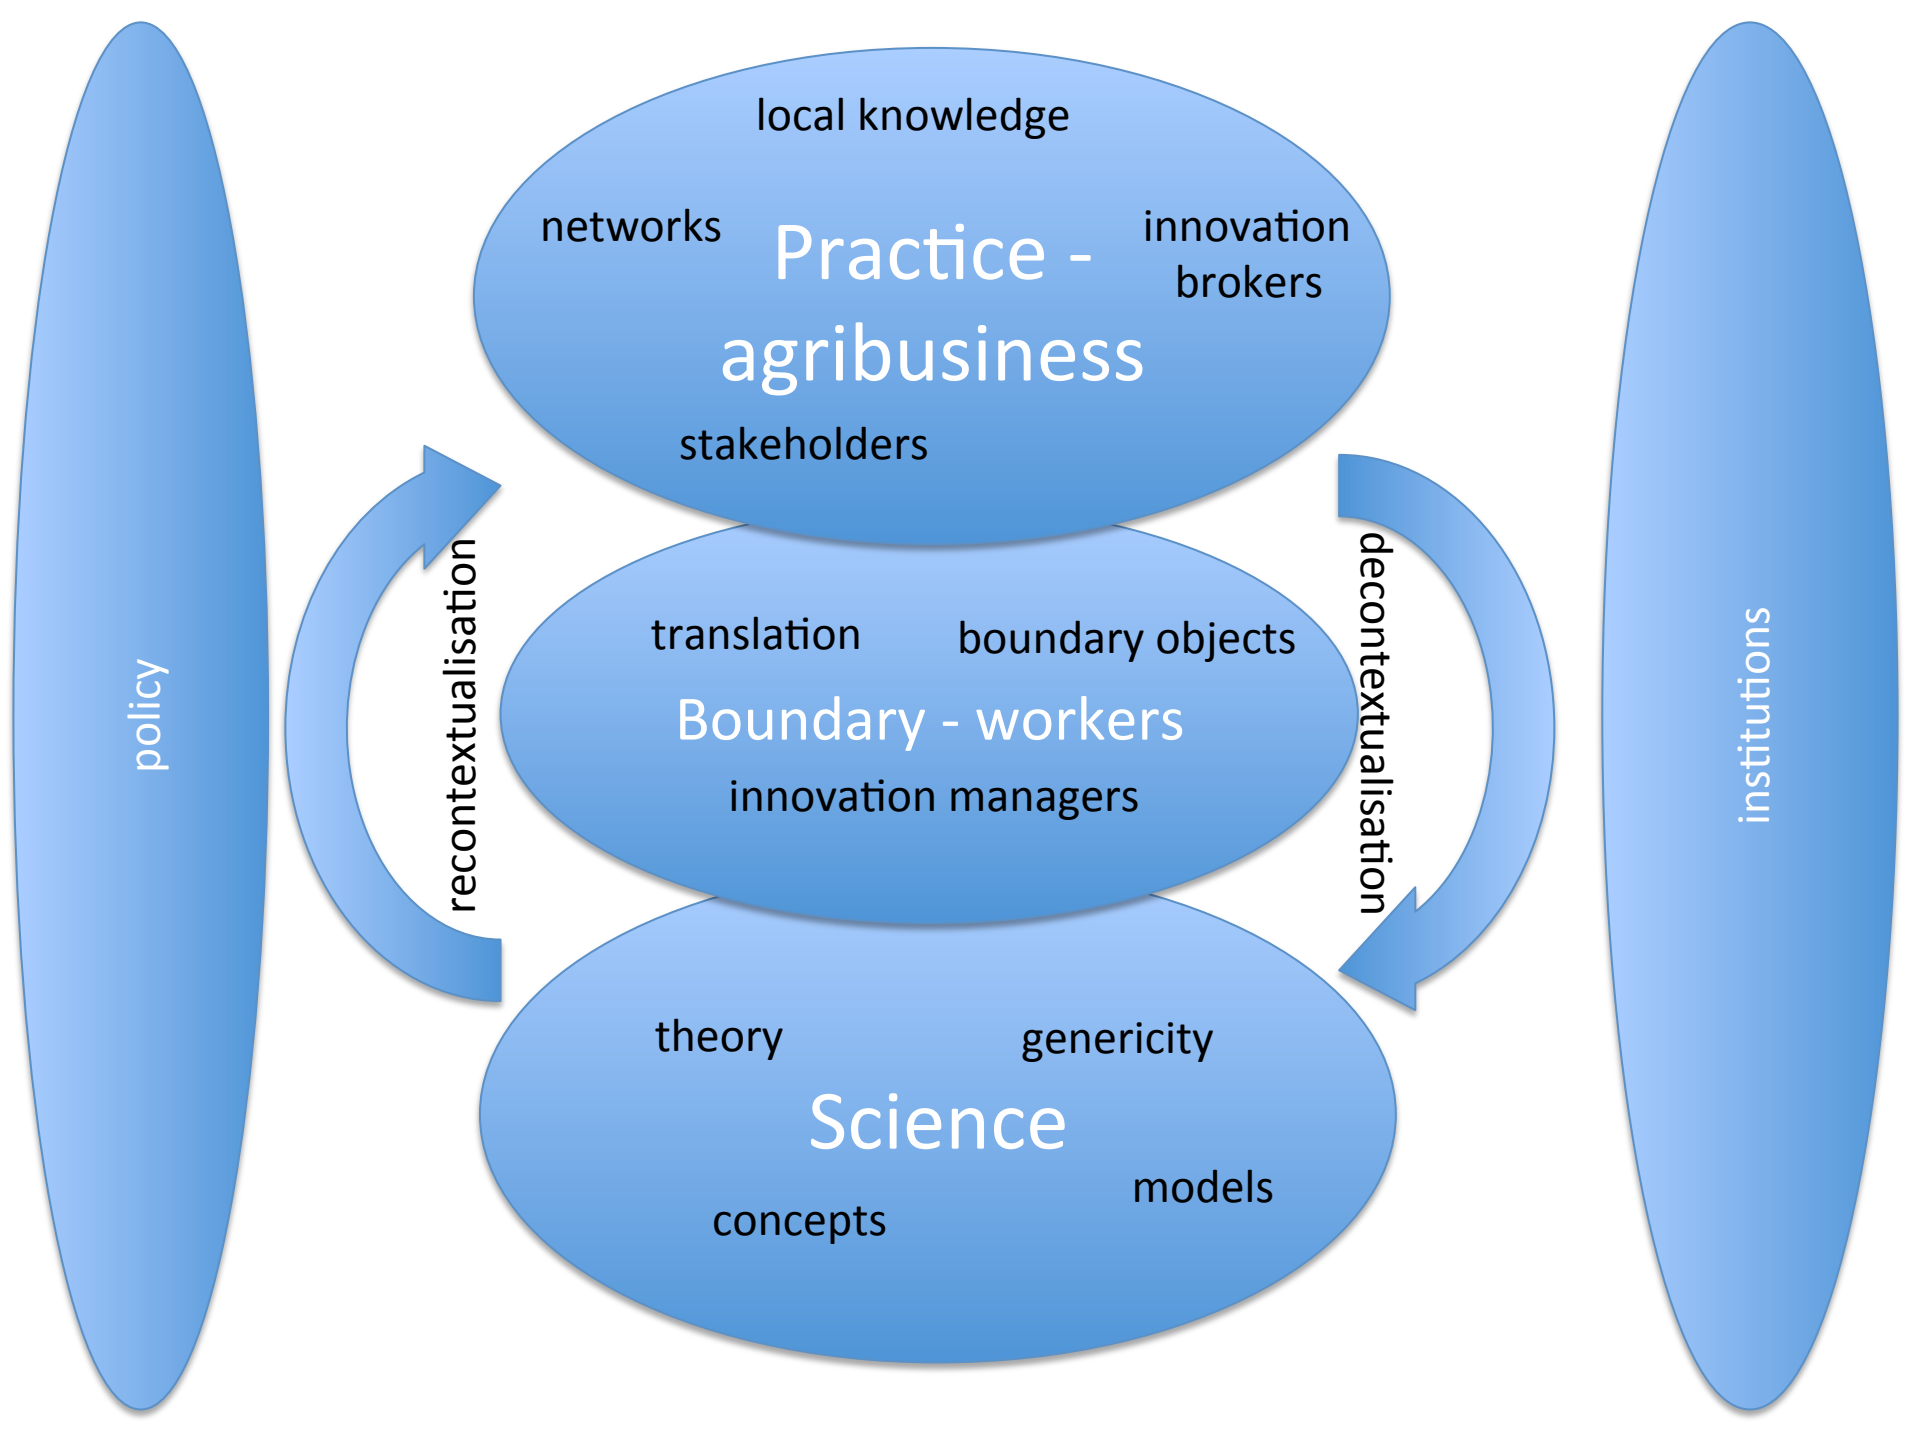 local knowledge
networks
innovation
brokers
Practice -
agribusiness
stakeholders
policy
recontextualisation
translation
boundary objects
Boundary - workers
innovation managers
decontextualisation
institutions
theory
genericity
Science
models
concepts